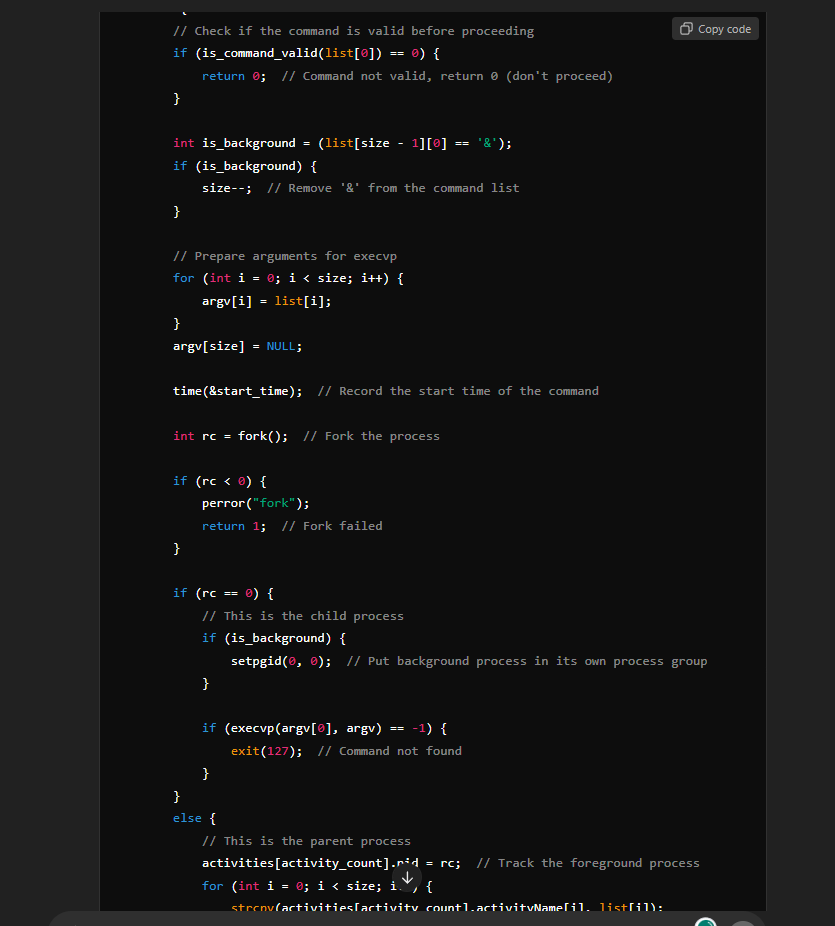 {
// Check if the command is valid before proceeding
Copy code
if (is_command_valid(list[0]) == 0) {
return 0;  // Command not valid, return 0 (don't proceed)
}
int is_background = (list[size - 1][0] == '&');
if (is_background) {
size--;  // Remove '&' from the command list
}
// Prepare arguments for execvp
for (int i = 0; i < size; i++) {
argv[i] = list[i];
}
argv[size] = NULL;
time(&start_time);  // Record the start time of the command
int rc = fork();  // Fork the process
if (rc < 0) {
perror("fork");
return 1;  // Fork failed
}
if (rc == 0) {
// This is the child process
if (is_background) {
setpgid(0, 0);  // Put background process in its own process group
}
if (execvp(argv[0], argv) == -1) {
exit(127);  // Command not found
}
}
else {
// This is the parent process
activities[activity_count].pid = rc;  // Track the foreground process
for (int i = 0; i < size; ) {
strcpy(activities[activity_count].activityName[i], list[i]);